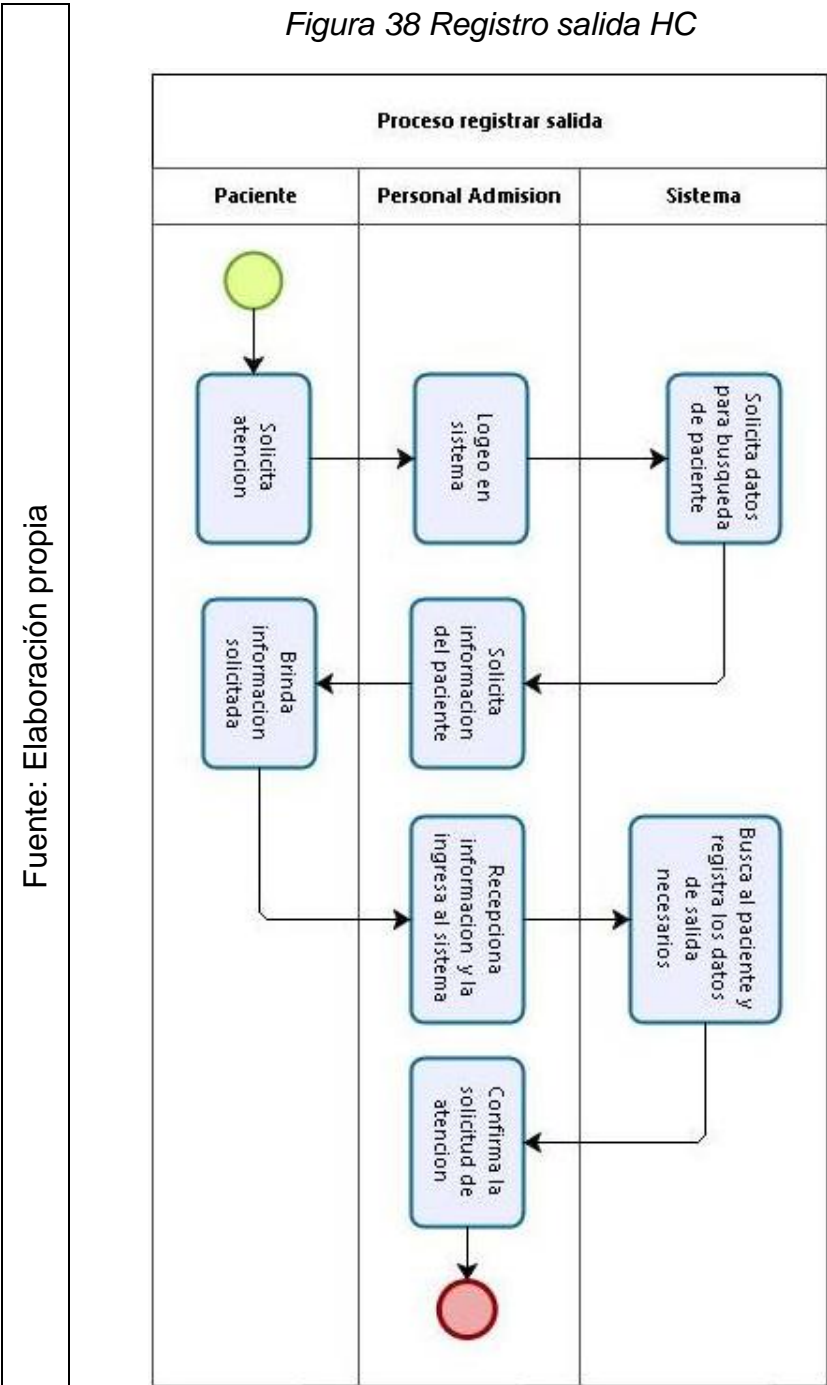 Figura 38 Registro salida HC
Proceso registrar salida
Paciente
Personal Admision
Sistema
Solicita
atencion
Logeo en
sistema
Solicita datos
para busqueda
de paciente
Solicita
informacion
del paciente
Brinda
informacion
solicitada
Recepciona
informacion y la
ingresa al sistema
Busca al paciente y
registra los datos
de salida
necesarios
Confirma la
solicitud de
atencion
Fuente: Elaboración propia